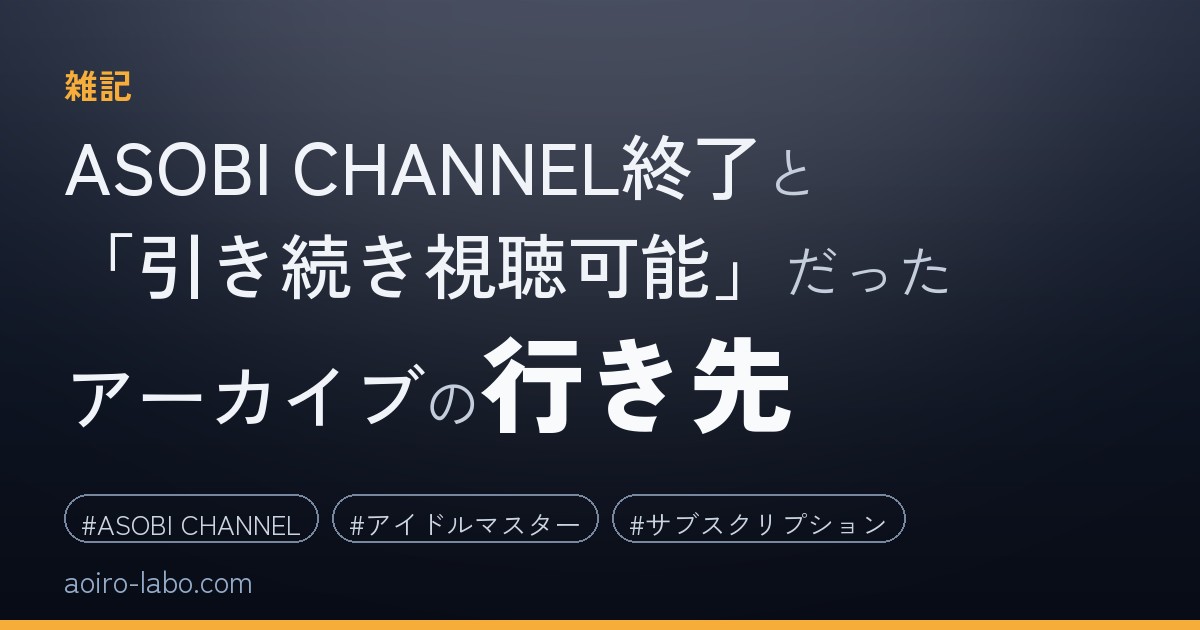 雑記
ASOBI CHANNEL終了と
「引き続き視聴可能」だった
アーカイブの行き先
#ASOBI CHANNEL #アイドルマスター #サブスクリプション
aoiro-labo.com